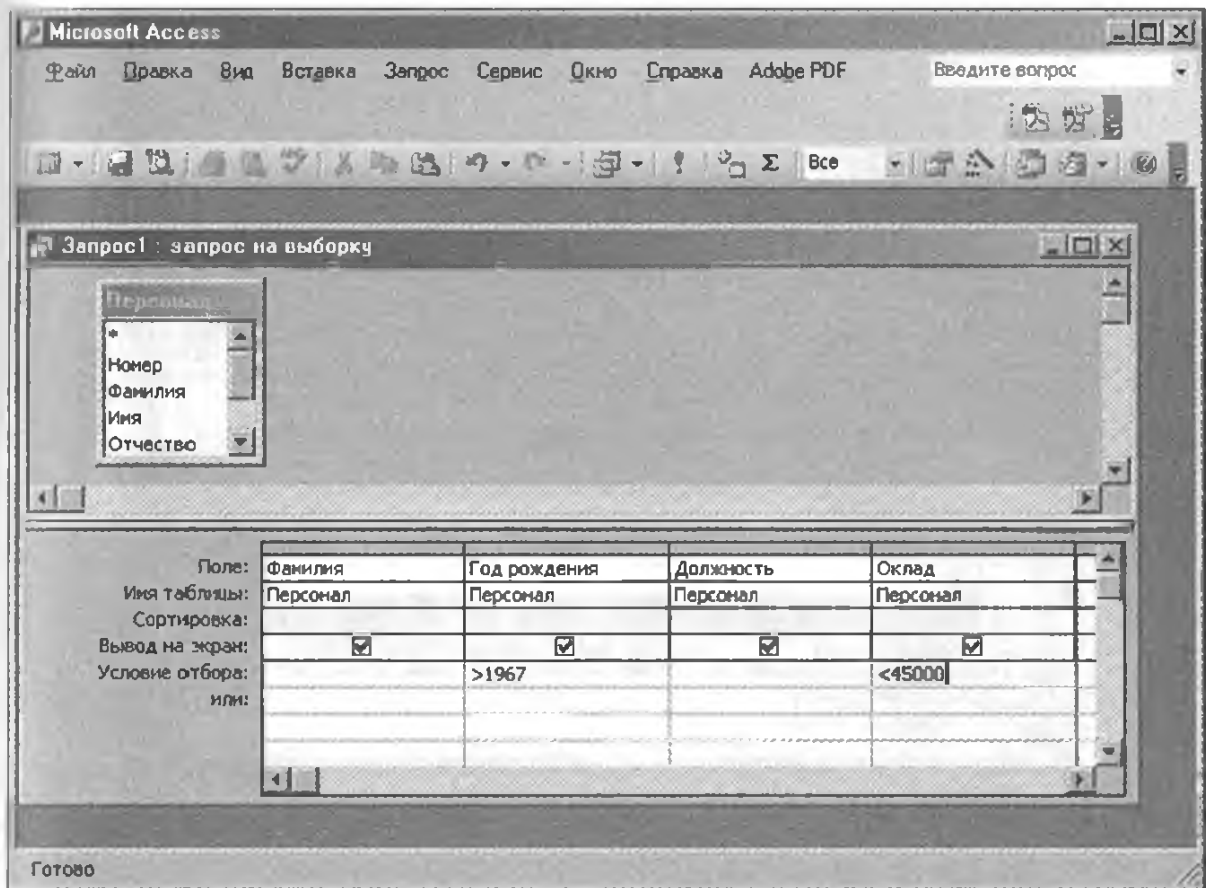 Microsoft Access
Файл Правка Вид Вставка Запрос Сервис Окно Справка Adobe PDF Введите вопрос
Все
Запрос1 : запрос на выборку
Персонал
*
Номер
Фамилия
Имя
Отчество
Поле: Фамилия Год рождения Должность Оклад
Имя таблицы: Персонал Персонал Персонал Персонал
Сортировка:
Вывод на экран:
Условие отбора: >1967 <45000
или:
Готово